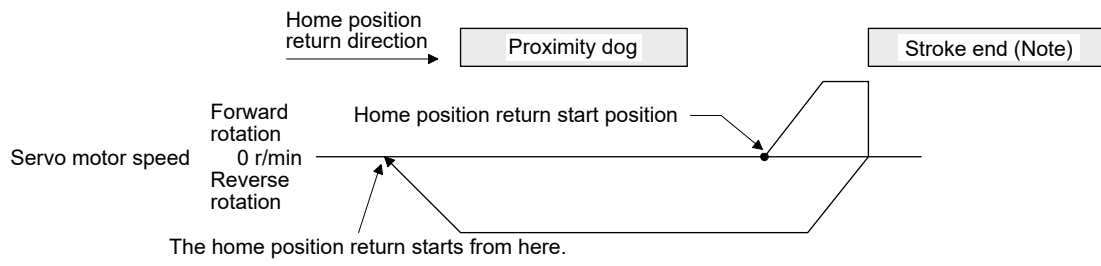 Home position
return direction
Proximity dog
Stroke end (Note)
Home position return start position
Forward
rotation
Servo motor speed
0 r/min
Reverse
rotation
The home position return starts from here.